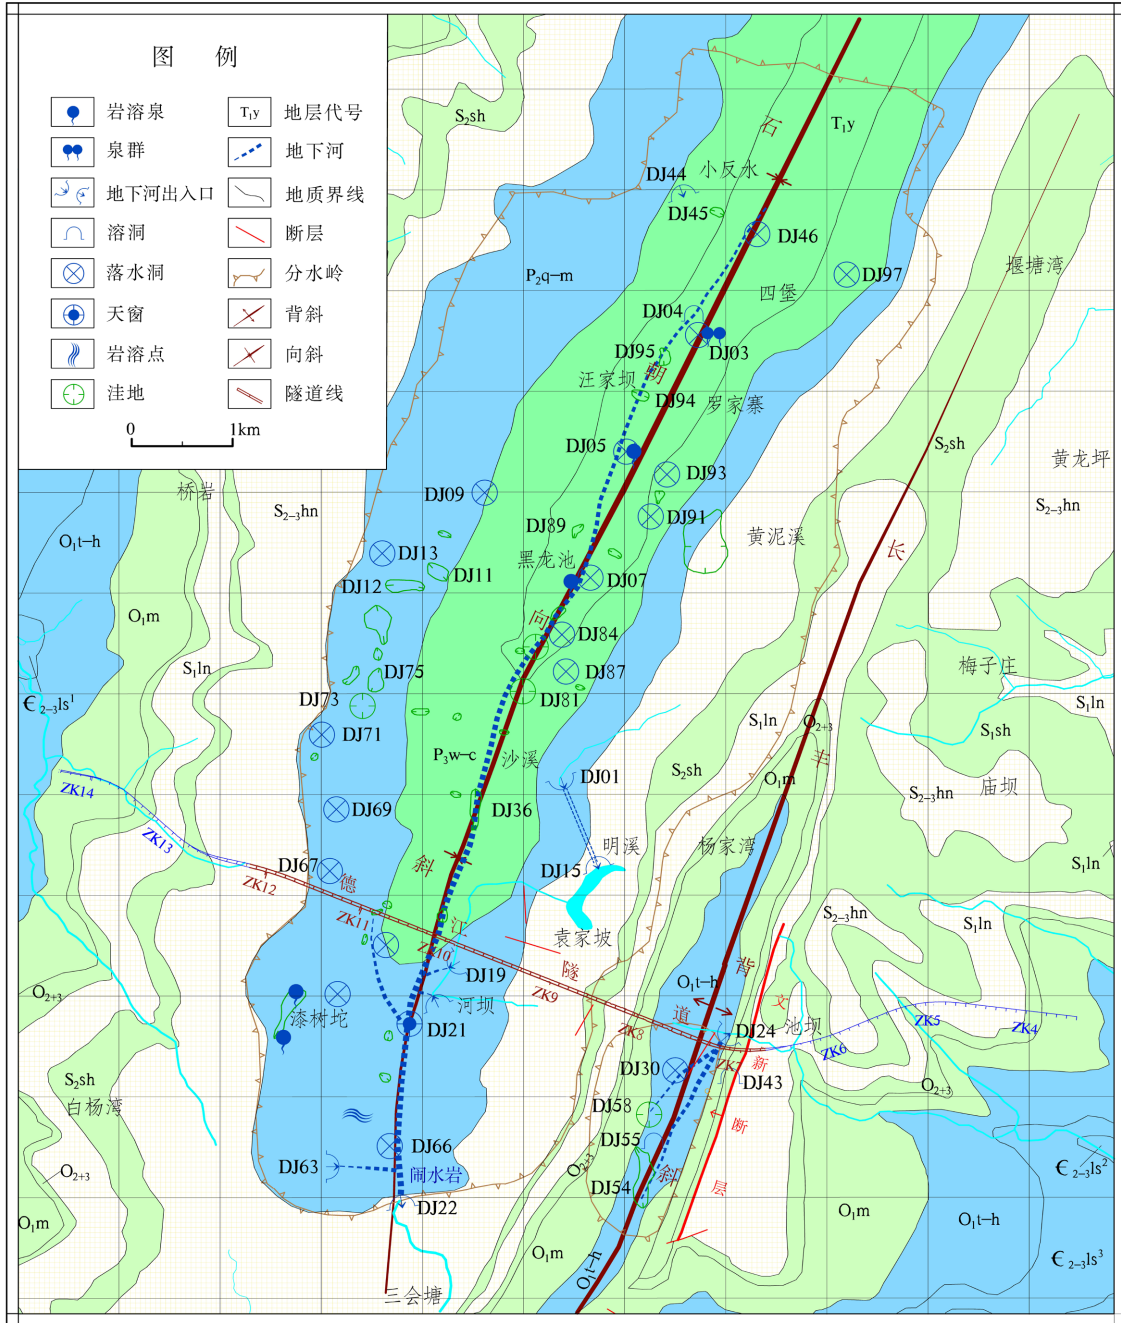 图 例
岩溶泉
T₁y
地层代号
泉群
地下河
地下河出入口
地质界线
溶洞
断层
落水洞
分水岭
天窗
背斜
岩溶点
向斜
洼地
隧道线
0 1km
S₂sh
石
T₁y
小反水
DJ44
DJ45
DJ46
DJ97
堰塘湾
P₂q-m
四堡
DJ04
DJ03
DJ95
朝
汪家坝
DJ94
罗家寨
DJ05
S₂sh
黄龙坪
DJ93
桥岩
DJ09
S₂₋₃hn
S₂₋₃hn
DJ91
DJ89
黄泥溪
O₁t-h
DJ13
长
黑龙池
DJ11
DJ07
DJ12
O₁m
向
DJ84
S₁ln
DJ75
DJ87
梅子庄
DJ73
DJ81
Є₂₋₃ls¹
S₁ln
S₁ln
O₂₊₃
DJ71
S₁sh
P₃w-c
沙溪
丰
S₂sh
DJ01
O₁m
庙坝
ZK14
S₂₋₃hn
DJ69
DJ36
ZK13
明溪
杨家湾
斜
DJ67
DJ15
S₁ln
ZK12
德
ZK11
江
S₂₋₃hn
S₁ln
袁家坡
ZK10
隧
背
DJ19
O₂₊₃
O₁t-h
ZK9
文
漆树坨
河坝
道
DJ21
ZK8
DJ24
池坝
ZK5
ZK4
ZK7
新
ZK6
DJ30
DJ43
S₂sh
O₂₊₃
白杨湾
DJ58
断
DJ66
DJ55
DJ63
闹水岩
O₂₊₃
斜
Є₂₋₃ls²
O₂₊₃
DJ54
层
DJ22
O₁m
O₁m
O₁t-h
O₁m
O₁t-h
Є₂₋₃ls³
三会塘